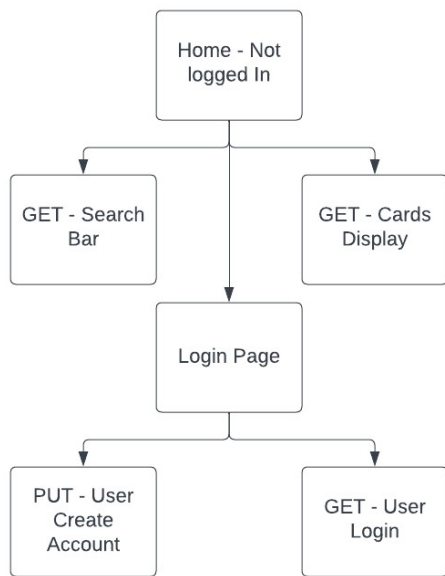 Home - Not
logged In
GET - Search
Bar
GET - Cards
Display
Login Page
PUT - User
Create
Account
GET - User
Login